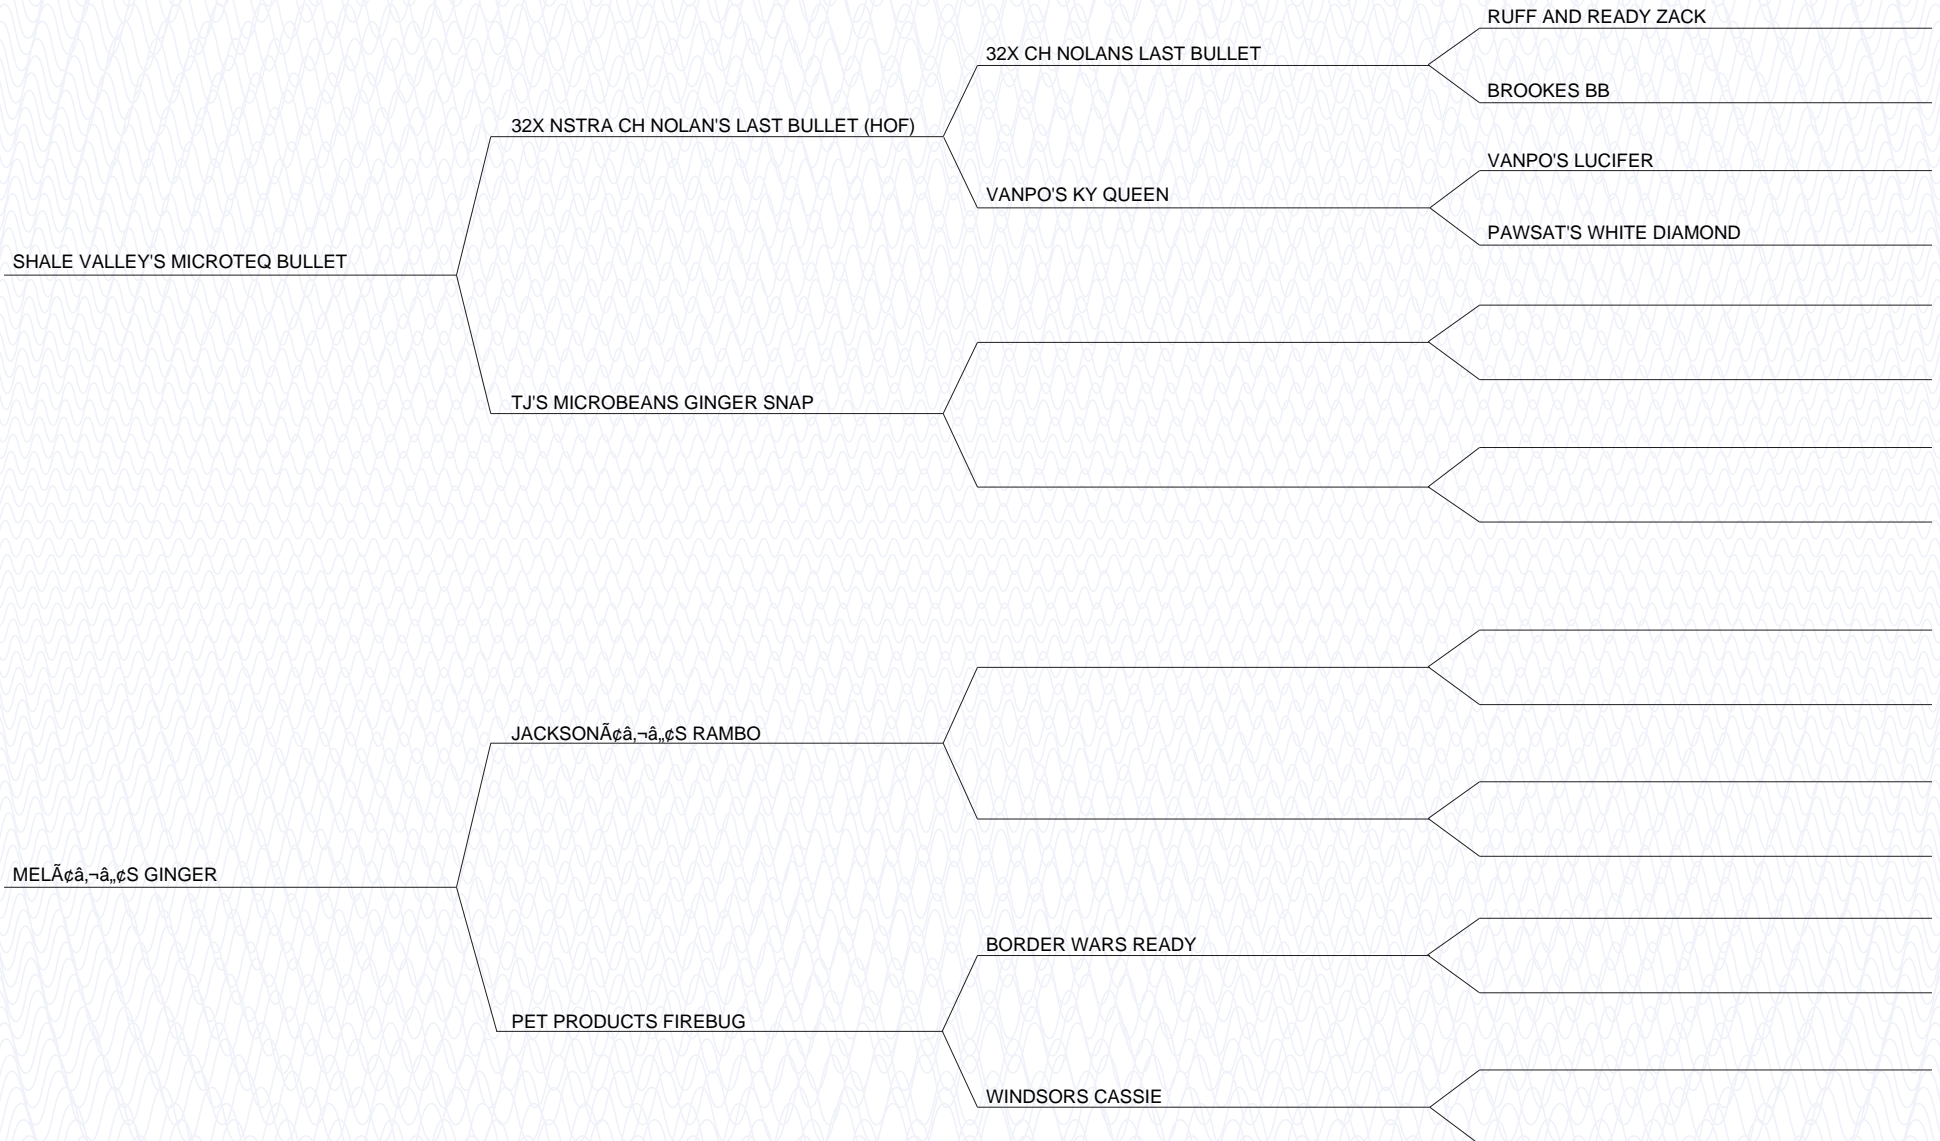 RUFF AND READY ZACK
32X CH NOLANS LAST BULLET
BROOKES BB
32X NSTRA CH NOLAN'S LAST BULLET (HOF)
VANPO'S LUCIFER
VANPO'S KY QUEEN
PAWSAT'S WHITE DIAMOND
SHALE VALLEY'S MICROTEQ BULLET
TJ'S MICROBEANS GINGER SNAP
JACKSONÃ¢â‚¬â„¢S RAMBO
MELÃ¢â‚¬â„¢S GINGER
BORDER WARS READY
PET PRODUCTS FIREBUG
WINDSORS CASSIE